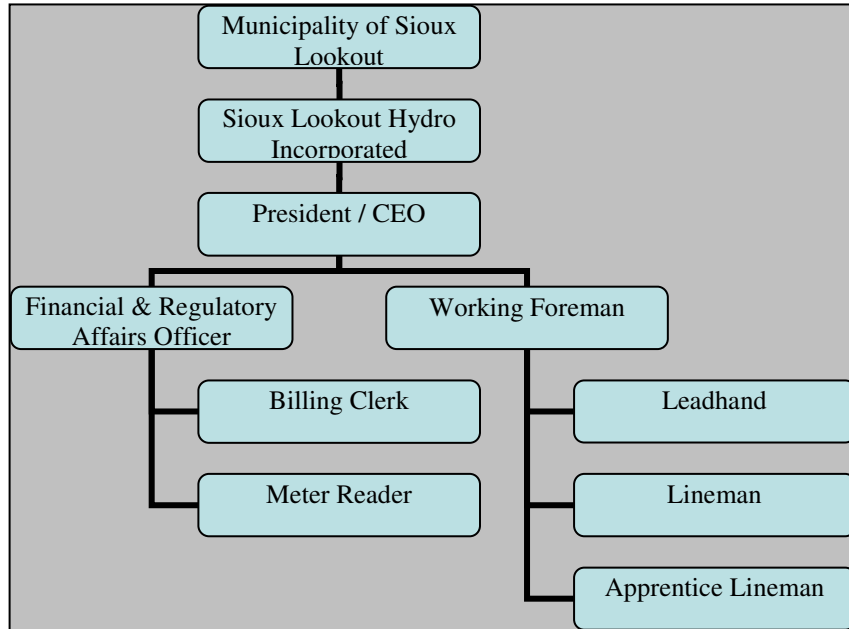 Municipality of Sioux
Lookout
Sioux Lookout Hydro
Incorporated
President / CEO
Financial & Regulatory
Affairs Officer
Working Foreman
Billing Clerk
Leadhand
Meter Reader
Lineman
Apprentice Lineman